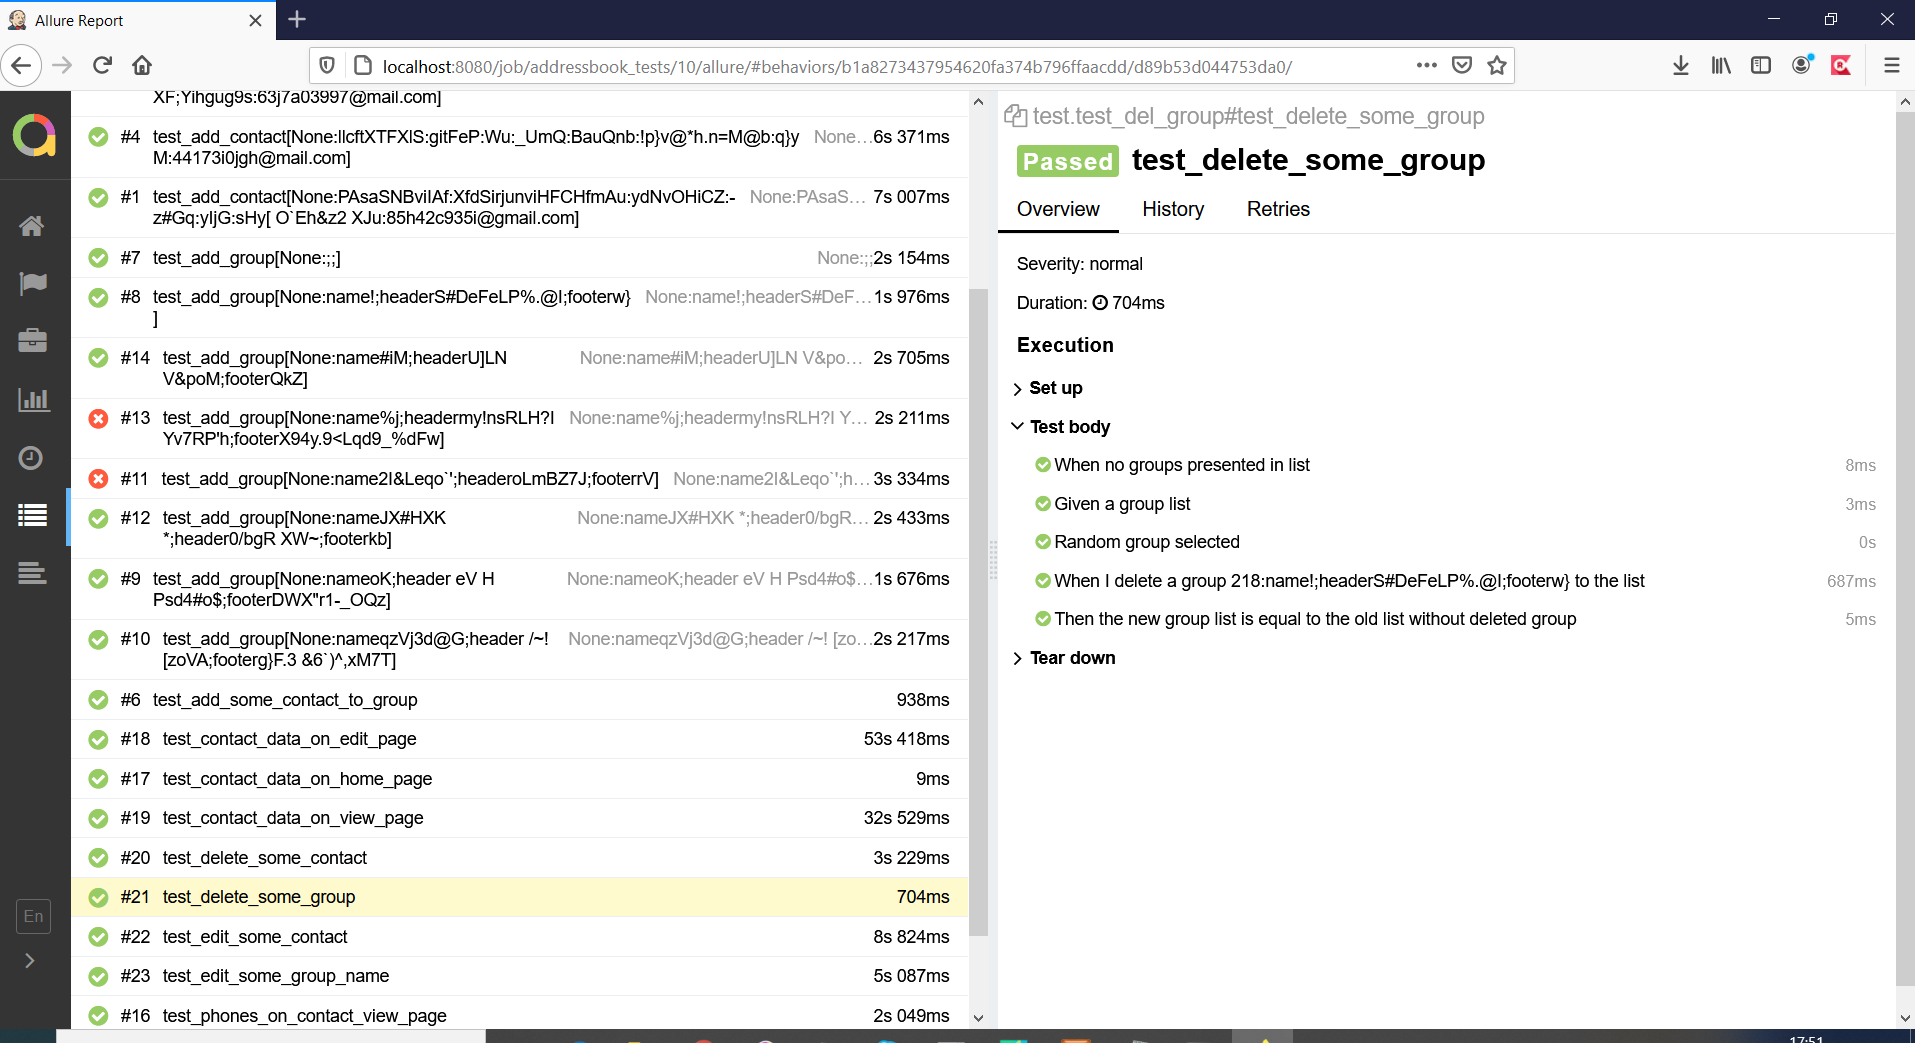 Allure Report
localhost:8080/job/addressbook_tests/10/allure/#behaviors/b1a8273437954620fa374b796ffaacdd/d89b53d044753da0/
XF;Yihgug9s:63j7a03997@mail.com]
#4 test_add_contact[None:IlcftXTFXlS:gitFeP:Wu:_UmQ:BauQnb:!p}v@*h.n=M@b:q}y None... 6s 371ms
M:44173i0jgh@mail.com]
#1 test_add_contact[None:PAsaSNBvilAf:XfdSirjunviHFCHfmAu:ydNvOHiCZ:- None:PAsaS... 7s 007ms
z#Gq:yIjG:sHy[ O`Eh&z2 XJu:85h42c935i@gmail.com]
#7 test_add_group[None:;;] None:;; 2s 154ms
#8 test_add_group[None:name!;headerS#DeFeLP%.@I;footerw} None:name!;headerS#DeF... 1s 976ms
]
#14 test_add_group[None:name#iM;headerU]LN None:name#iM;headerU]LN V&po... 2s 705ms
V&poM;footerQkZ]
#13 test_add_group[None:name%j;headermy!nsRLH?I None:name%j;headermy!nsRLH?I Y... 2s 211ms
Yv7RP'h;footerX94y.9<Lqd9_%dFw]
#11 test_add_group[None:name2I&Leqo`';headeroLmBZ7J;footerrV] None:name2I&Leqo`';h... 3s 334ms
#12 test_add_group[None:nameJX#HXK None:nameJX#HXK *;header0/bgR... 2s 433ms
*;header0/bgR XW~;footerkb]
#9 test_add_group[None:nameoK;header eV H None:nameoK;header eV H Psd4#o$... 1s 676ms
Psd4#o$;footerDWX"r1-_OQz]
#10 test_add_group[None:nameqzVj3d@G;header /~! None:nameqzVj3d@G;header /~! [zo... 2s 217ms
[zoVA;footerg}F.3 &6`)^,xM7T]
#6 test_add_some_contact_to_group 938ms
#18 test_contact_data_on_edit_page 53s 418ms
#17 test_contact_data_on_home_page 9ms
#19 test_contact_data_on_view_page 32s 529ms
#20 test_delete_some_contact 3s 229ms
#21 test_delete_some_group 704ms
#22 test_edit_some_contact 8s 824ms
#23 test_edit_some_group_name 5s 087ms
#16 test_phones_on_contact_view_page 2s 049ms
En
test.test_del_group#test_delete_some_group
Passed test_delete_some_group
Overview History Retries
Severity: normal
Duration: 704ms
Execution
Set up
Test body
When no groups presented in list 8ms
Given a group list 3ms
Random group selected 0s
When I delete a group 218:name!;headerS#DeFeLP%.@I;footerw} to the list 687ms
Then the new group list is equal to the old list without deleted group 5ms
Tear down
17:51